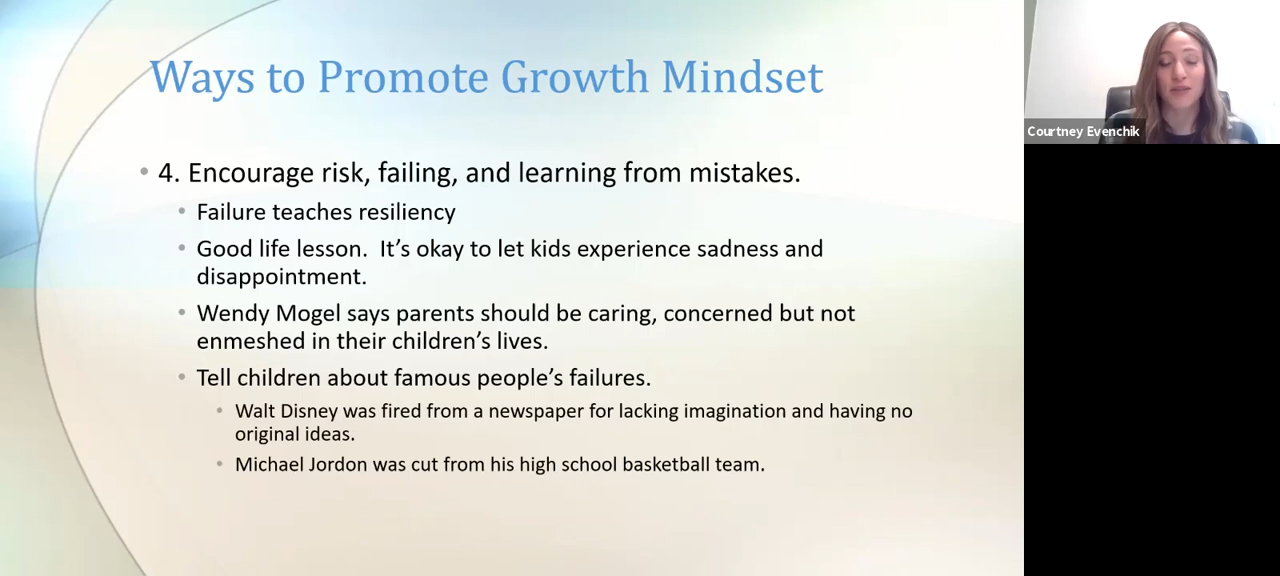 Ways to Promote Growth Mindset
• 4. Encourage risk, failing, and learning from mistakes.
• Failure teaches resiliency
• Good life lesson.  It’s okay to let kids experience sadness and
disappointment.
• Wendy Mogel says parents should be caring, concerned but not
enmeshed in their children’s lives.
• Tell children about famous people’s failures.
• Walt Disney was fired from a newspaper for lacking imagination and having no
original ideas.
• Michael Jordon was cut from his high school basketball team.
Courtney Evenchik